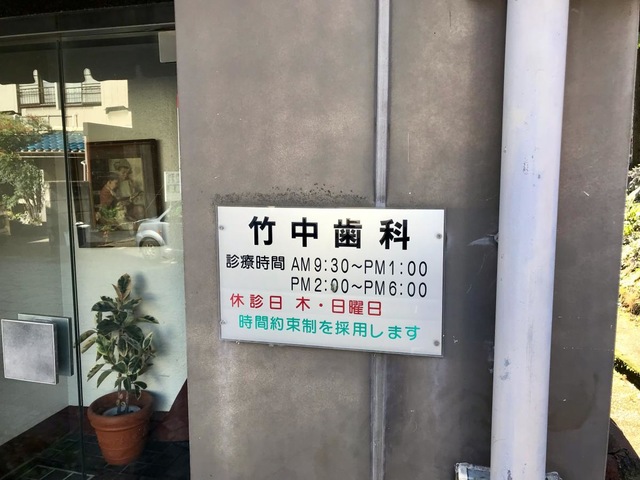 竹中歯科
診療時間 AM9:30～PM1:00
PM2:00～PM6:00
休診日 木・日曜日
時間約束制を採用します